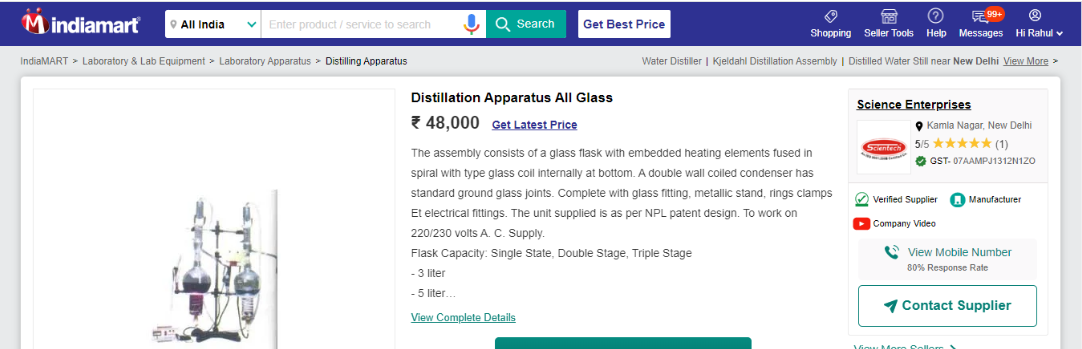 indiamart
All India
Enter product / service to search
Search
Get Best Price
Shopping
Seller Tools
Help
99+
Messages
Hi Rahul
IndiaMART > Laboratory & Lab Equipment > Laboratory Apparatus > Distilling Apparatus
Water Distiller | Kjeldahl Distillation Assembly | Distilled Water Still near New Delhi View More >
Distillation Apparatus All Glass
₹ 48,000 Get Latest Price
The assembly consists of a glass flask with embedded heating elements fused in
spiral with type glass coil internally at bottom. A double wall coiled condenser has
standard ground glass joints. Complete with glass fitting, metallic stand, rings clamps
Et electrical fittings. The unit supplied is as per NPL patent design. To work on
220/230 volts A. C. Supply.
Flask Capacity: Single State, Double Stage, Triple Stage
- 3 liter
- 5 liter…
View Complete Details
Science Enterprises
Scientech
Kamla Nagar, New Delhi
5/5 ★★★★★ (1)
GST- 07AAMPJ1312N1ZO
Verified Supplier
Manufacturer
Company Video
View Mobile Number
80% Response Rate
Contact Supplier
View More Sellers >